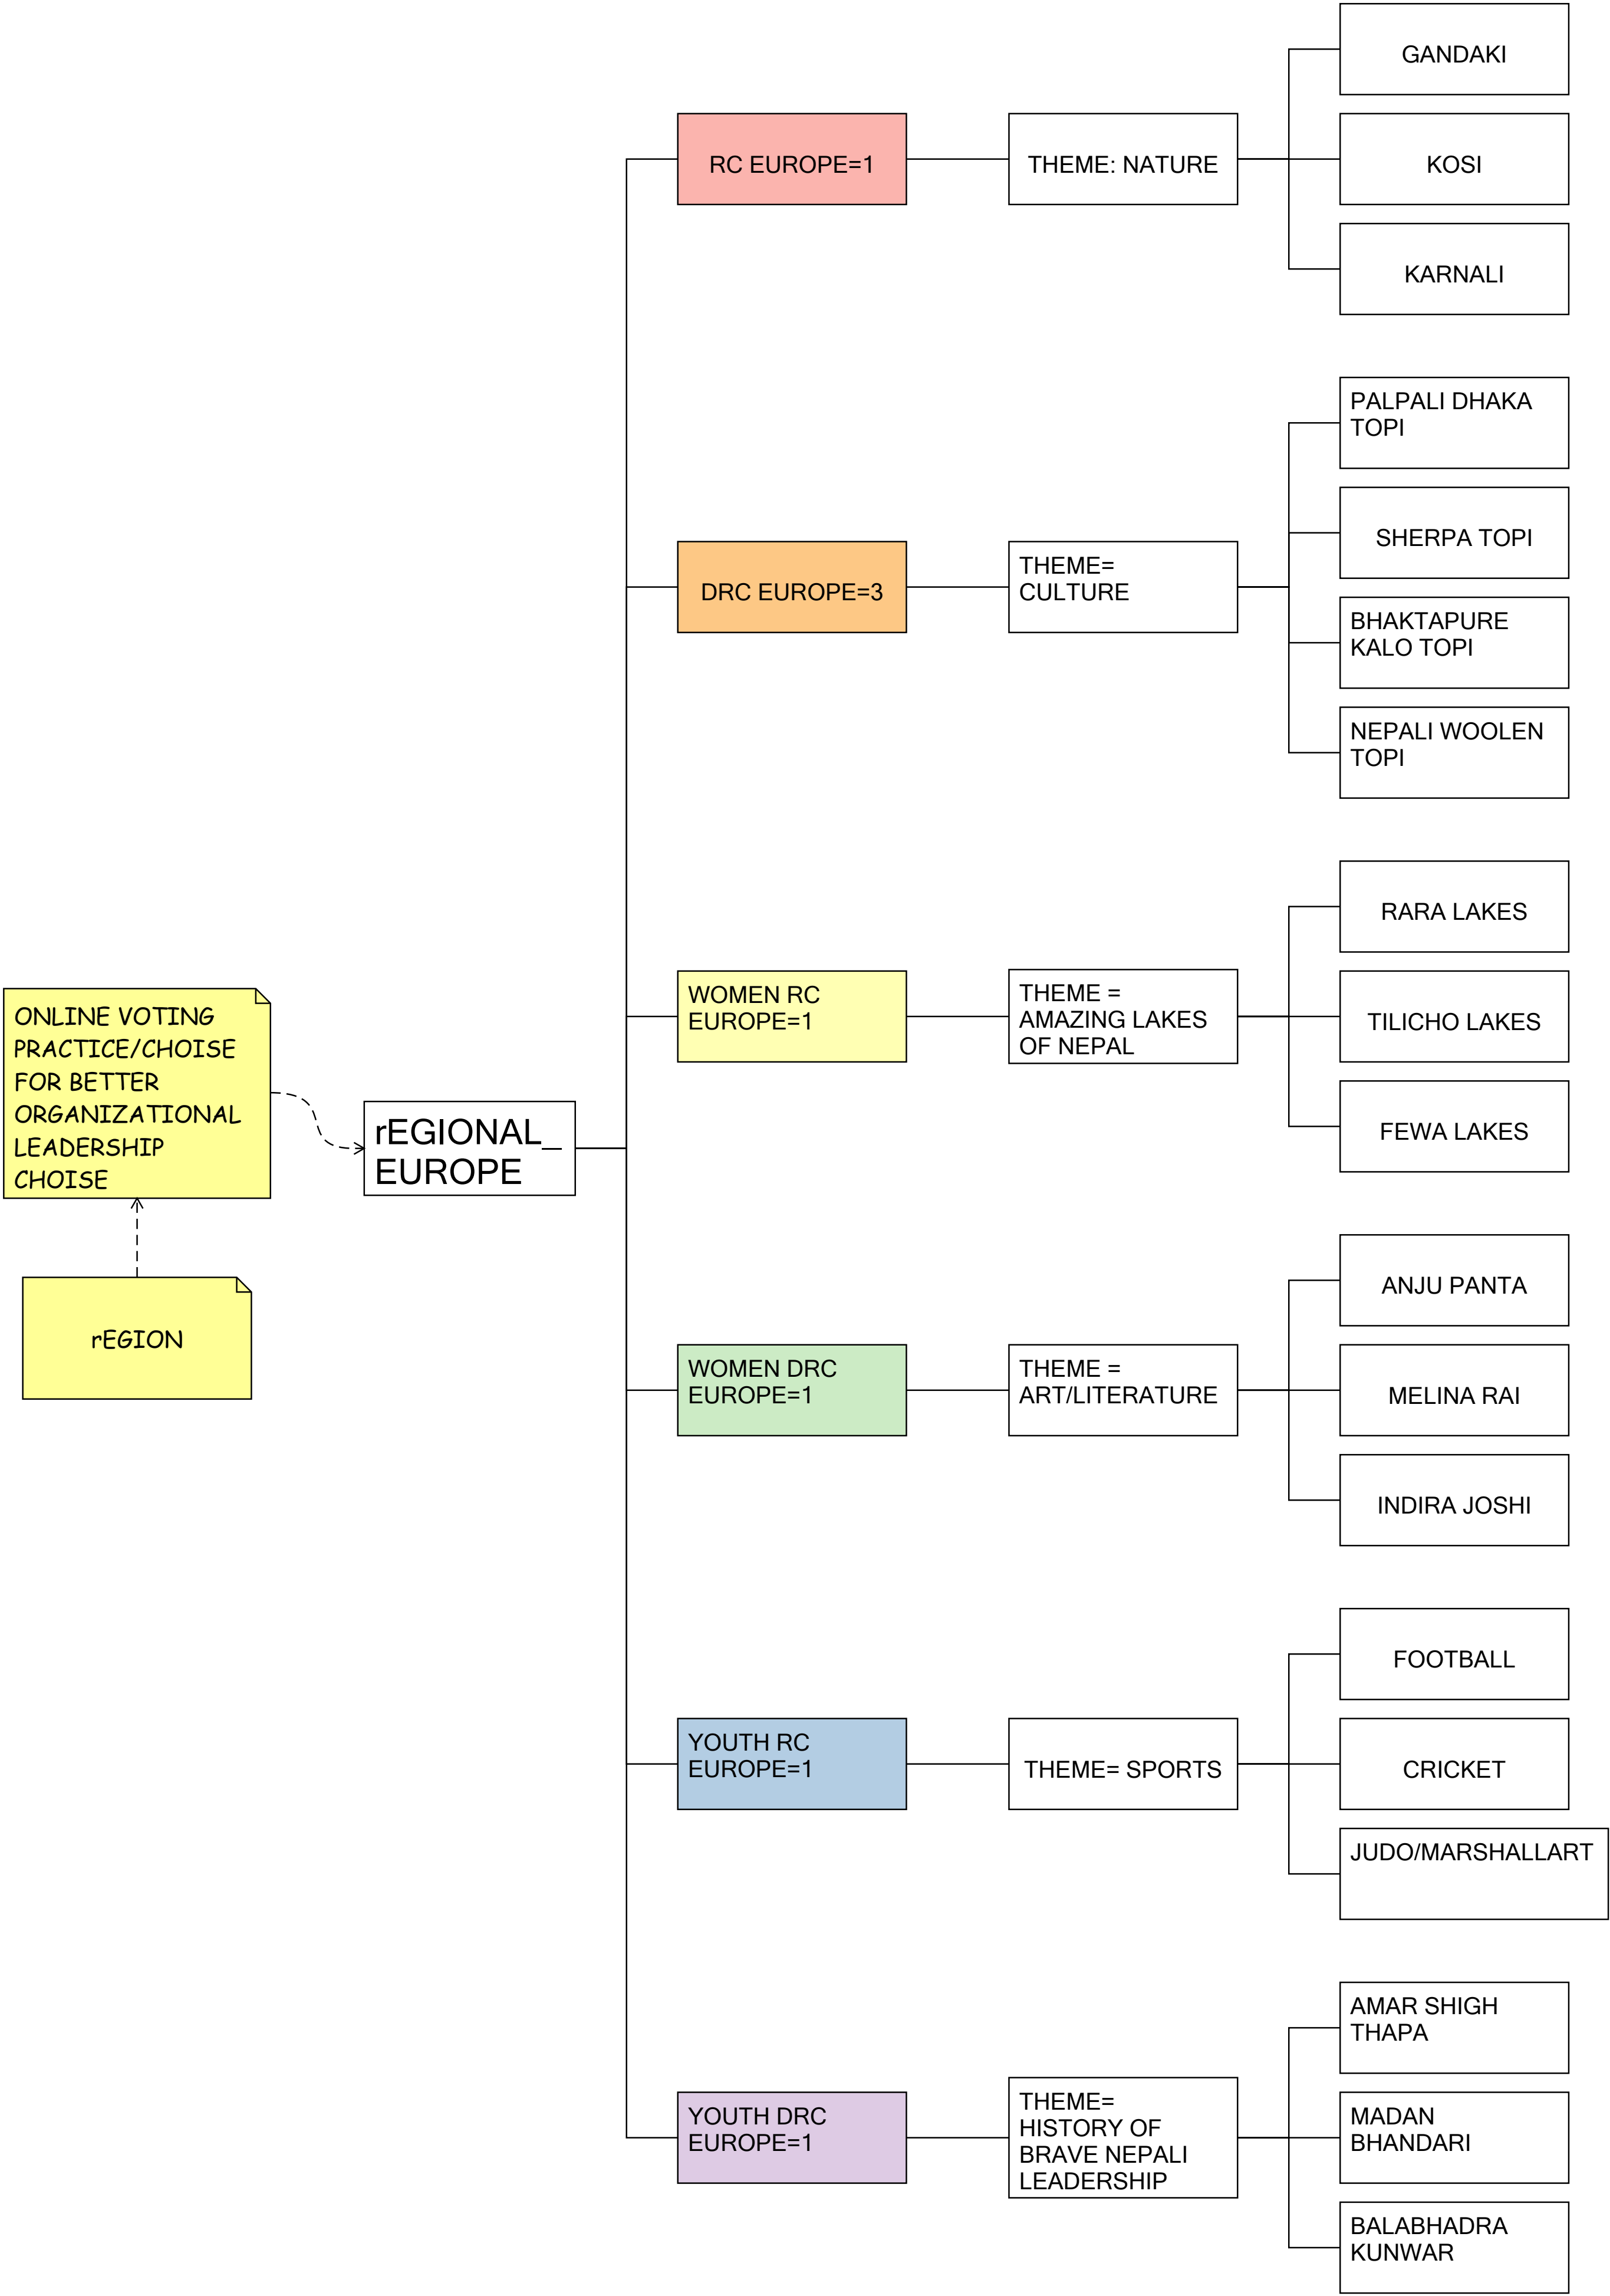 ONLINE VOTING
PRACTICE/CHOISE
FOR BETTER
ORGANIZATIONAL
LEADERSHIP
CHOISE
rEGION
rEGIONAL_
EUROPE
RC EUROPE=1
THEME: NATURE
GANDAKI
KOSI
KARNALI
DRC EUROPE=3
THEME=
CULTURE
PALPALI DHAKA
TOPI
SHERPA TOPI
BHAKTAPURE
KALO TOPI
NEPALI WOOLEN
TOPI
WOMEN RC
EUROPE=1
THEME =
AMAZING LAKES
OF NEPAL
RARA LAKES
TILICHO LAKES
FEWA LAKES
WOMEN DRC
EUROPE=1
THEME =
ART/LITERATURE
ANJU PANTA
MELINA RAI
INDIRA JOSHI
YOUTH RC
EUROPE=1
THEME= SPORTS
FOOTBALL
CRICKET
JUDO/MARSHALLART
YOUTH DRC
EUROPE=1
THEME=
HISTORY OF
BRAVE NEPALI
LEADERSHIP
AMAR SHIGH
THAPA
MADAN
BHANDARI
BALABHADRA
KUNWAR